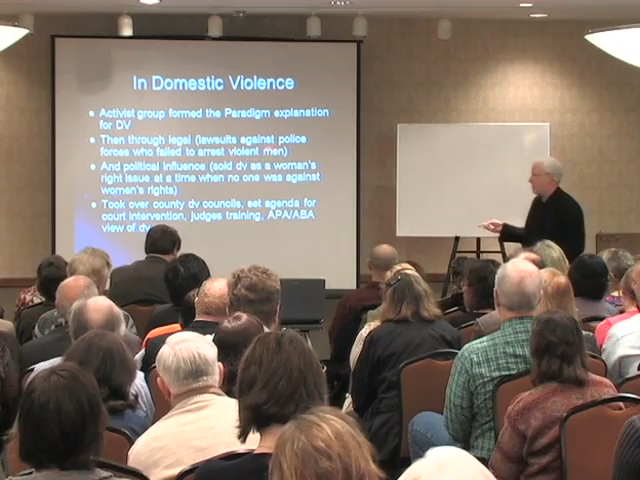 In Domestic Violence
• Activist group formed the Paradigm explanation
for DV
• Then through legal (lawsuits against police
forces who failed to arrest violent men)
• And political influence (sold dv as a woman's
right issue at a time when no one was against
women's rights)
• Took over county dv councils, set agenda for
court intervention, judges training, APA/ABA
view of dv